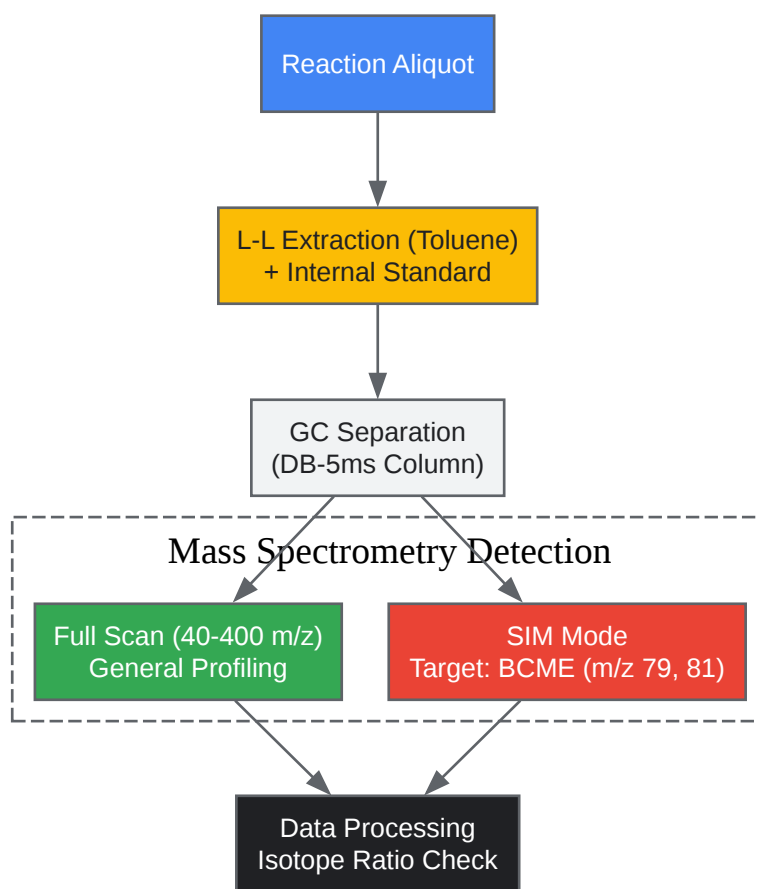 Reaction Aliquot
L-L Extraction (Toluene)
+ Internal Standard
GC Separation
(DB-5ms Column)
Mass Spectrometry Detection
Full Scan (40-400 m/z)
General Profiling
SIM Mode
Target: BCME (m/z 79, 81)
Data Processing
Isotope Ratio Check